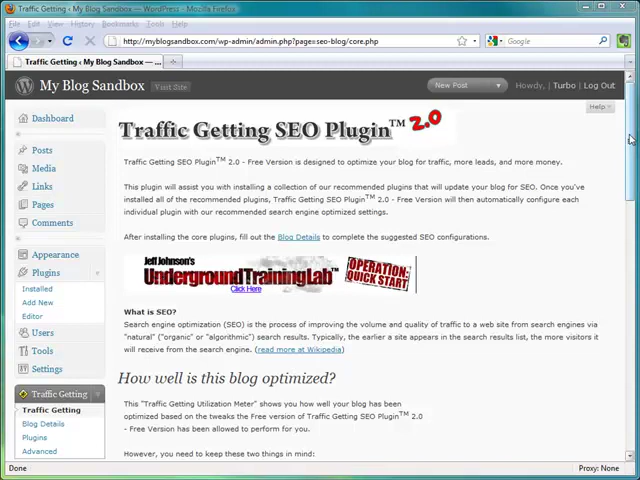 Traffic Getting — My Blog Sandbox — WordPress - Mozilla Firefox
File Edit View History Bookmarks Tools Help
http://myblogsandbox.com/wp-admin/admin.php?page=seo-blog/core.php
Google
Traffic Getting — My Blog Sandbox — ...
My Blog Sandbox Visit Site New Post Howdy, Turbo | Log Out
Help
Dashboard
Posts
Media
Links
Pages
Comments
Appearance
Plugins
Installed
Add New
Editor
Users
Tools
Settings
Traffic Getting
Traffic Getting
Blog Details
Plugins
Advanced
Traffic Getting SEO Plugin™ 2.0
Traffic Getting SEO Plugin™ 2.0 - Free Version is designed to optimize your blog for traffic, more leads, and more money.
This plugin will assist you with installing a collection of our recommended plugins that will update your blog for SEO. Once you've
installed all of the recommended plugins, Traffic Getting SEO Plugin™ 2.0 - Free Version will then automatically configure each
individual plugin with our recommended search engine optimized settings.
After installing the core plugins, fill out the Blog Details to complete the suggested SEO configurations.
Jeff Johnson's
UndergroundTrainingLab™
Click Here
OPERATION:
QUICK START
What is SEO?
Search engine optimization (SEO) is the process of improving the volume and quality of traffic to a web site from search engines via
"natural" ("organic" or "algorithmic") search results. Typically, the earlier a site appears in the search results list, the more visitors it
will receive from the search engine. (read more at Wikipedia)
How well is this blog optimized?
This "Traffic Getting Utilization Meter" shows you how well your blog has been
optimized based on the tweaks the Free version of Traffic Getting SEO Plugin™ 2.0
- Free Version has been allowed to perform for you.
However, you need to keep these two things in mind:
Done
Proxy: None